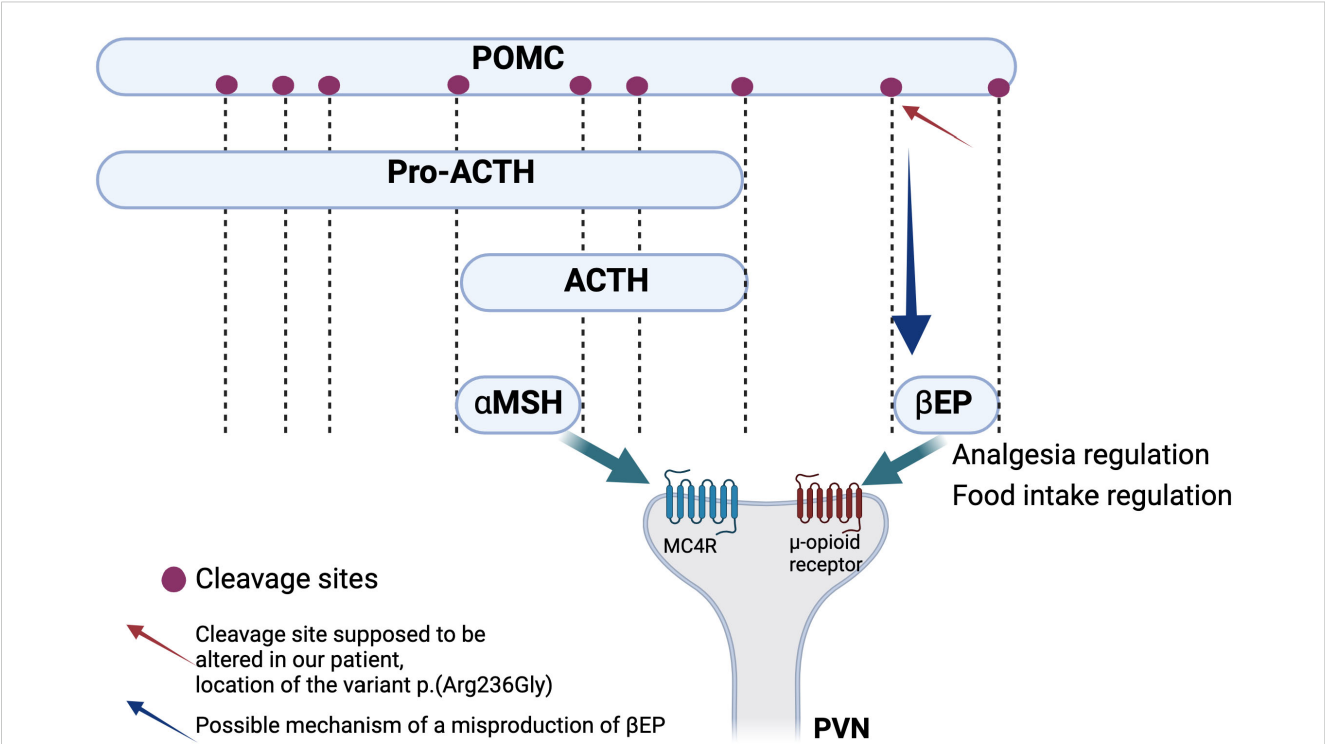 POMC
Pro-ACTH
ACTH
αMSH
βEP
Analgesia regulation
Food intake regulation
MC4R
μ-opioid
receptor
Cleavage sites
Cleavage site supposed to be
altered in our patient,
location of the variant p.(Arg236Gly)
Possible mechanism of a misproduction of βEP
PVN